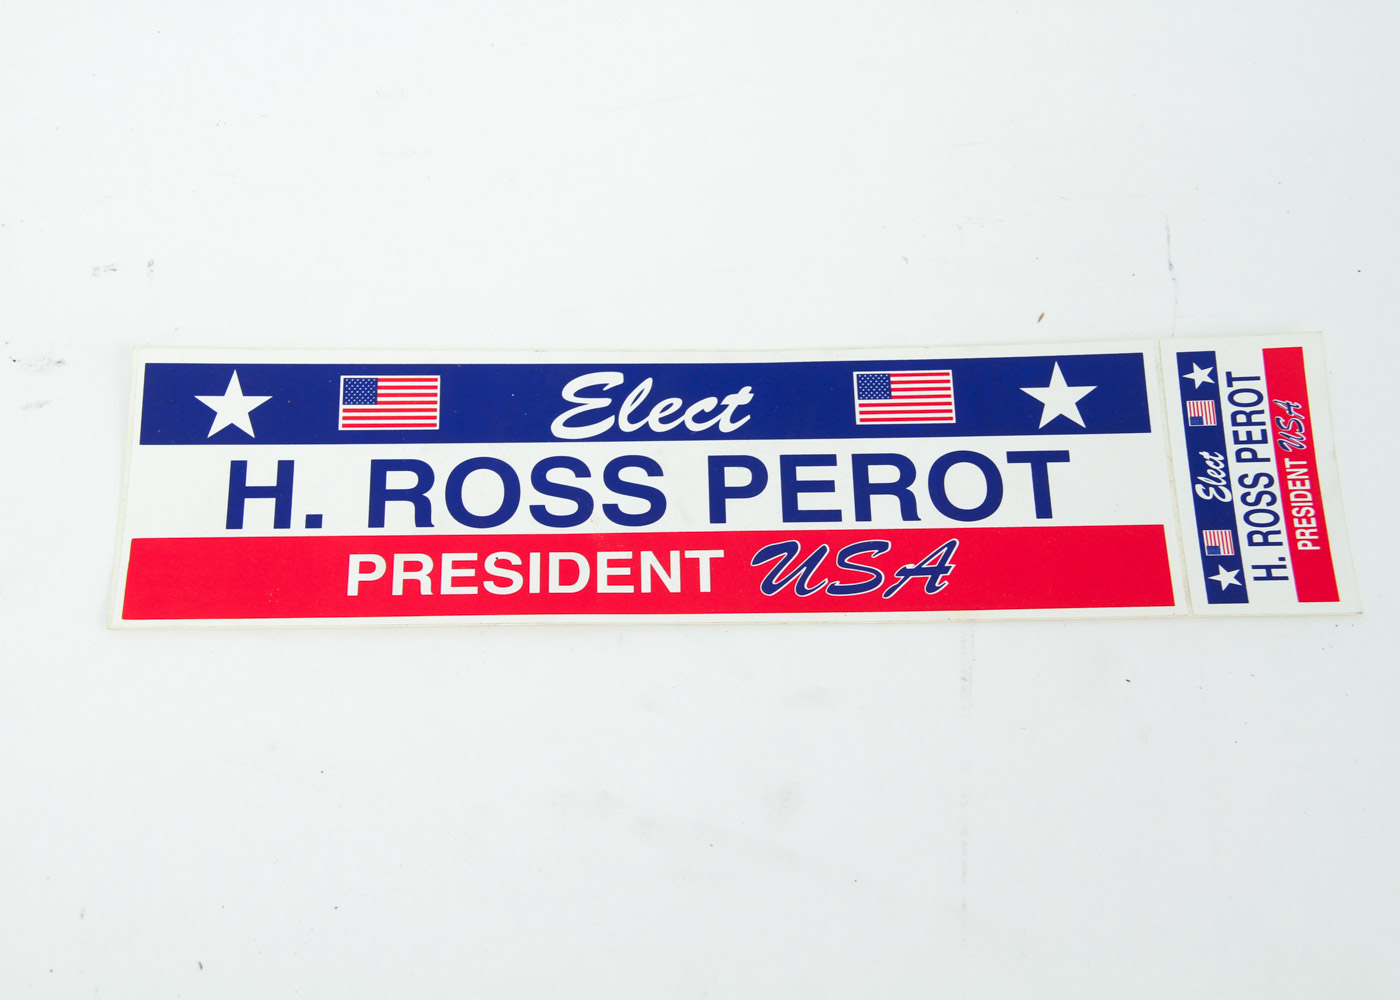 Elect
H. ROSS PEROT
PRESIDENT USA
Elect
H. ROSS PEROT
PRESIDENT USA